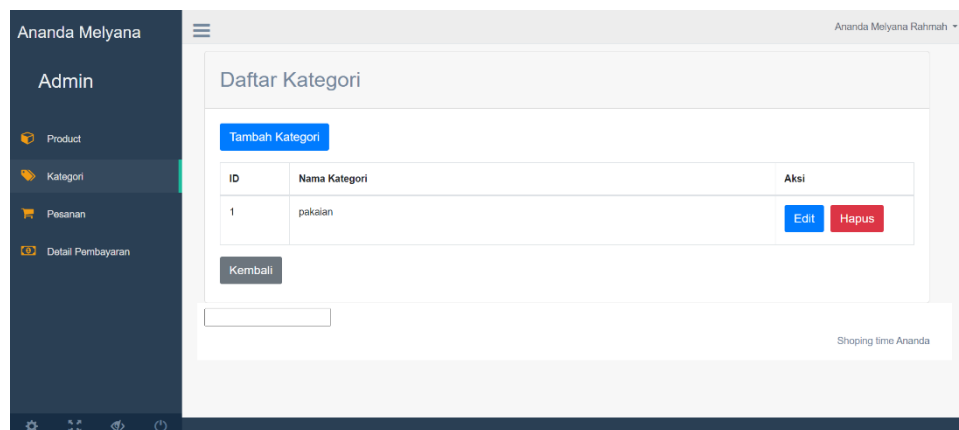 Ananda Melyana
Ananda Melyana Rahmah
Admin
Product
Kategori
Pesanan
Detail Pembayaran
Daftar Kategori
Tambah Kategori
ID Nama Kategori Aksi
1 pakaian Edit Hapus
Kembali
Shoping time Ananda